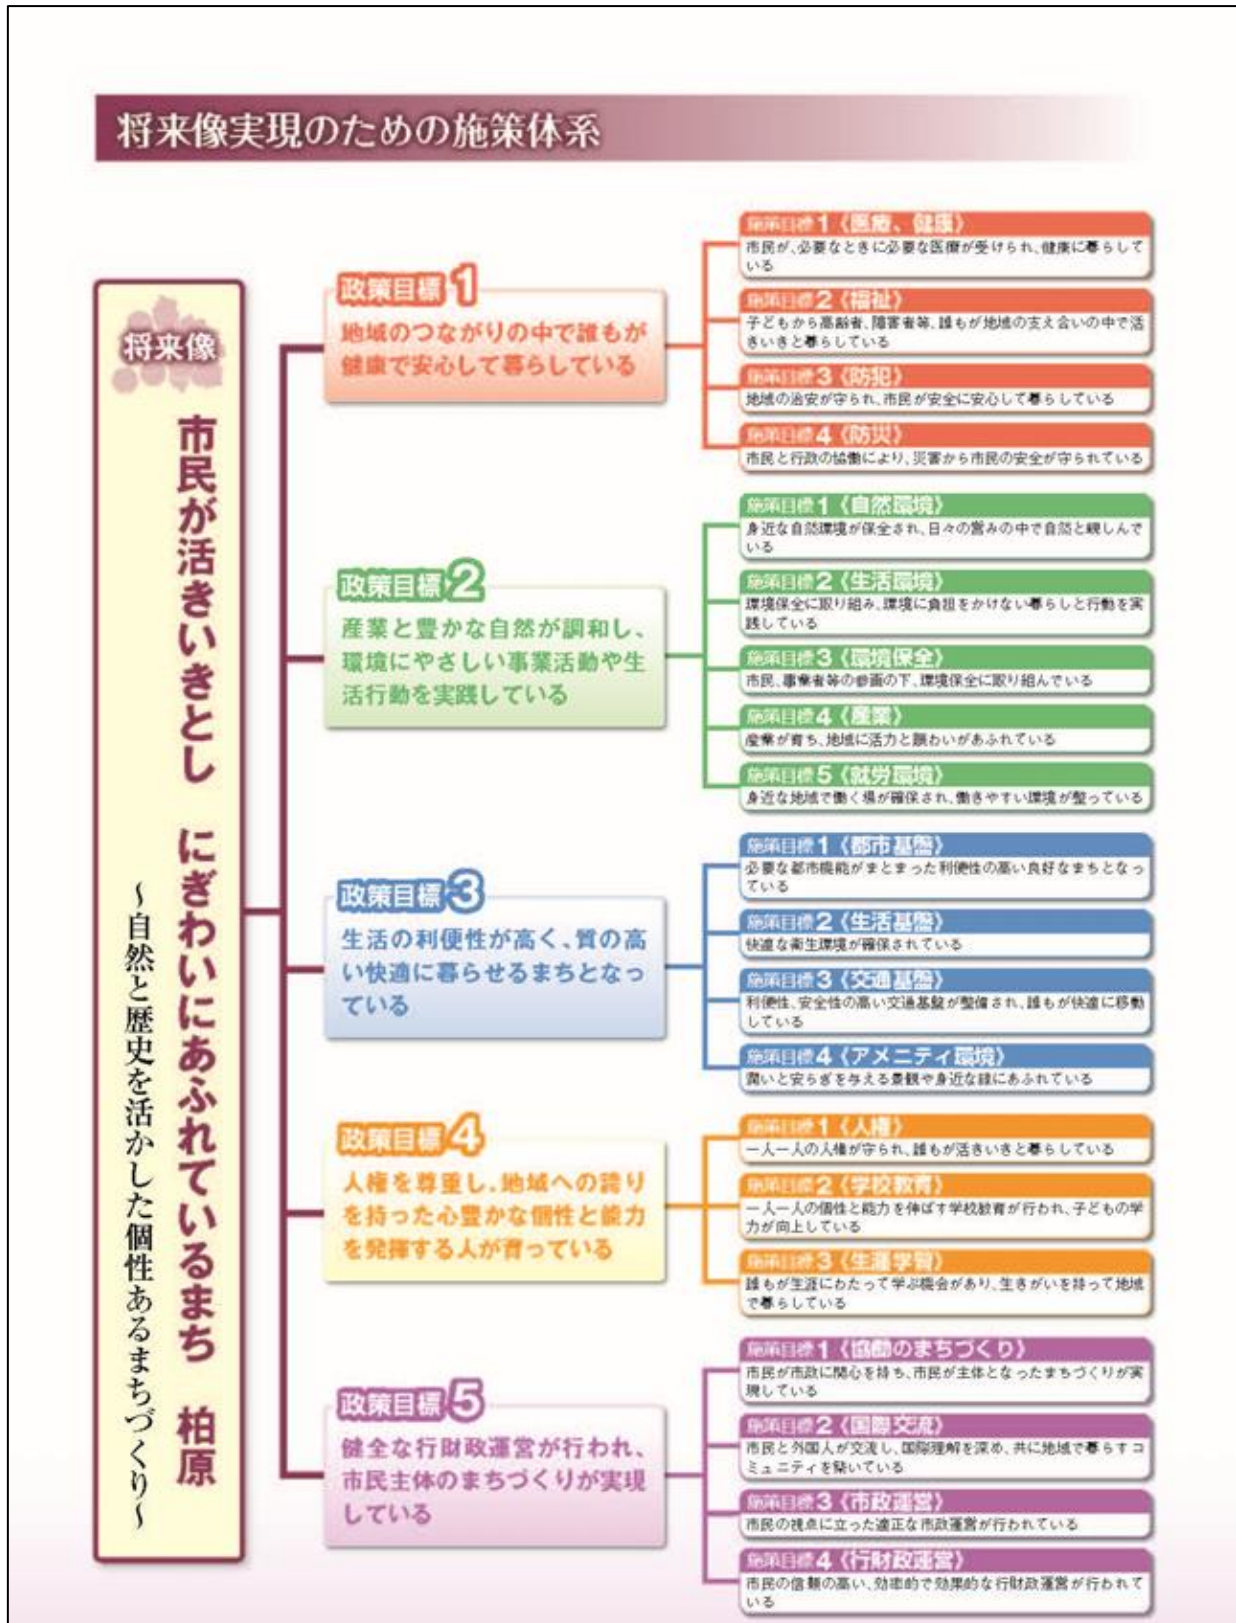 将来像実現のための施策体系
将来像
市民が活きいきとし にぎわいにあふれているまち 柏原
~自然と歴史を活かした個性あるまちづくり~
政策目標1
地域のつながりの中で誰もが
健康で安心して暮らしている
施策目標1《医療、健康》
市民が、必要なときに必要な医療が受けられ、健康に暮らして
いる
施策目標2《福祉》
子どもから高齢者、障害者等、誰もが地域の支え合いの中で活
きいきと暮らしている
施策目標3《防犯》
地域の治安が守られ、市民が安全に安心して暮らしている
施策目標4《防災》
市民と行政の協働により、災害から市民の安全が守られている
政策目標2
産業と豊かな自然が調和し、
環境にやさしい事業活動や生
活行動を実践している
施策目標1《自然環境》
身近な自然環境が保全され、日々の営みの中で自然と親しんで
いる
施策目標2《生活環境》
環境保全に取り組み、環境に負担をかけない暮らしと行動を実
践している
施策目標3《環境保全》
市民、事業者等の参画の下、環境保全に取り組んでいる
施策目標4《産業》
産業が育ち、地域に活力と賑わいがあふれている
施策目標5《就労環境》
身近な地域で働く場が確保され、働きやすい環境が整っている
政策目標3
生活の利便性が高く、質の高
い快適に暮らせるまちとなっ
ている
施策目標1《都市基盤》
必要な都市機能がまとまった利便性の高い良好なまちとなっ
ている
施策目標2《生活基盤》
快適な衛生環境が確保されている
施策目標3《交通基盤》
利便性、安全性の高い交通基盤が整備され、誰もが快適に移動
している
施策目標4《アメニティ環境》
潤いと安らぎを与える景観や身近な緑にあふれている
政策目標4
人権を尊重し、地域への誇り
を持った心豊かな個性と能力
を発揮する人が育っている
施策目標1《人権》
一人一人の人権が守られ、誰もが活きいきと暮らしている
施策目標2《学校教育》
一人一人の個性と能力を伸ばす学校教育が行われ、子どもの学
力が向上している
施策目標3《生涯学習》
誰もが生涯にわたって学ぶ機会があり、生きがいを持って地域
で暮らしている
政策目標5
健全な行財政運営が行われ、
市民主体のまちづくりが実現
している
施策目標1《協働のまちづくり》
市民が市政に関心を持ち、市民が主体となったまちづくりが実
現している
施策目標2《国際交流》
市民と外国人が交流し、国際理解を深め、共に地域で暮らすコ
ミュニティを築いている
施策目標3《市政運営》
市民の視点に立った適正な市政運営が行われている
施策目標4《行財政運営》
市民の信頼の高い、効率的で効果的な行財政運営が行われて
いる